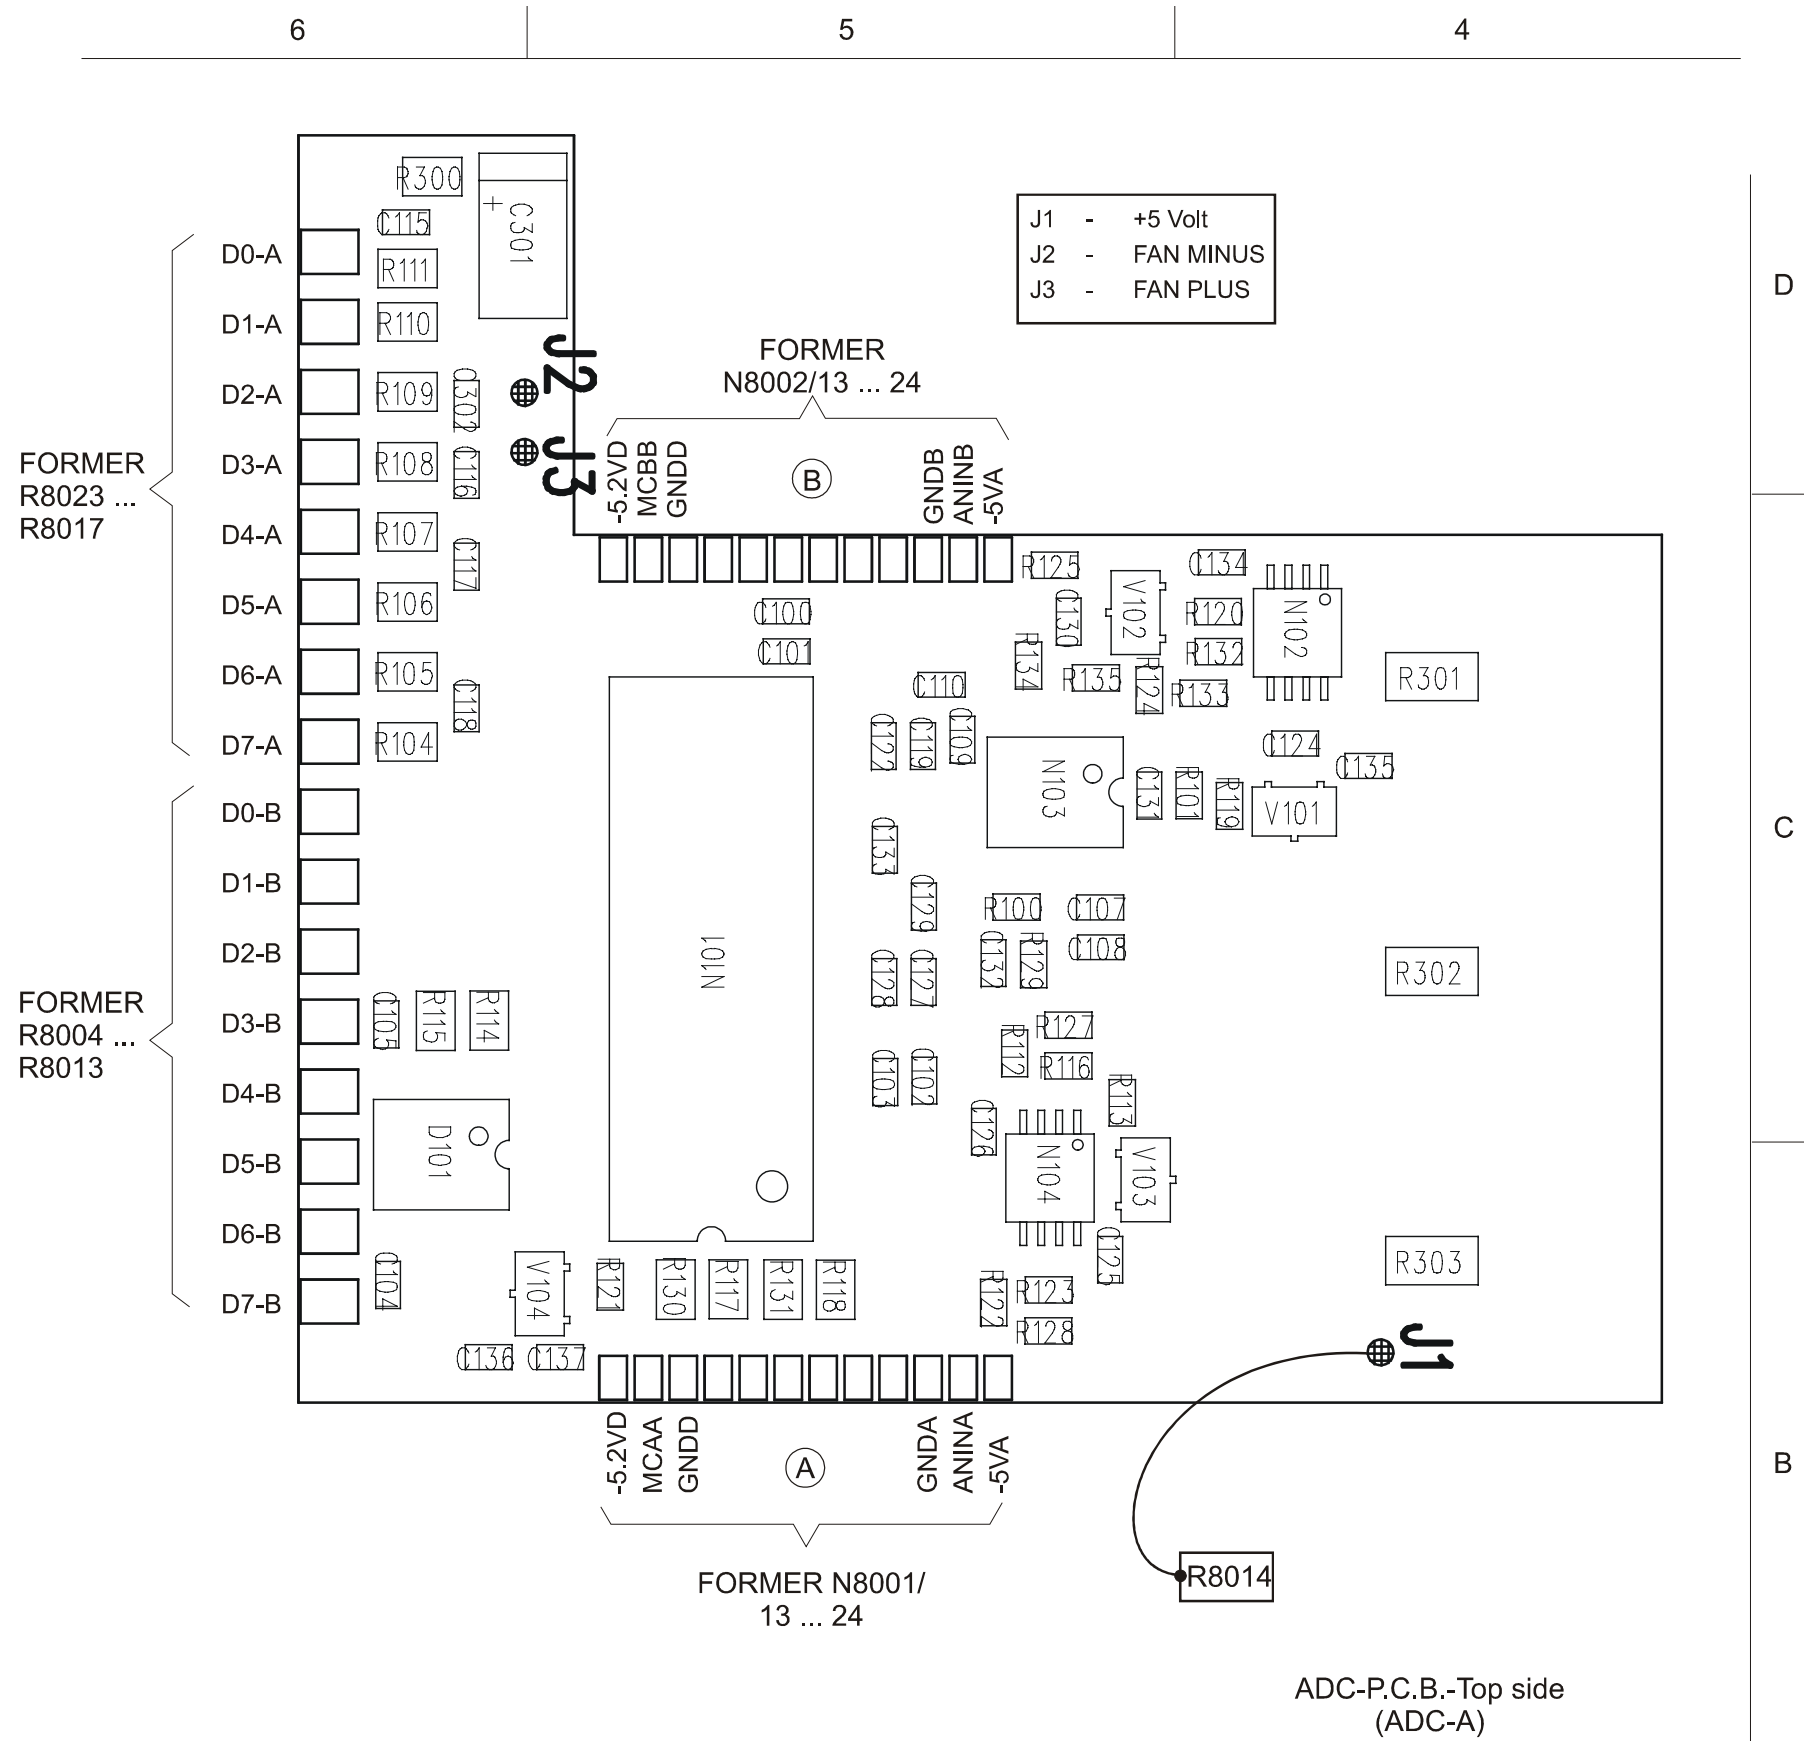 6 5 4
R300
C115
C301
+
J1 - +5 Volt
J2 - FAN MINUS
J3 - FAN PLUS
D
D0-A
R111
D1-A
R110
J2
FORMER
N8002/13 ... 24
D2-A
R109
C302
FORMER
R8023 ...
R8017
D3-A
R108
C116
J3
-5.2VD
MCBB
GNDD
B
GNDB
ANINB
-5VA
D4-A
R107
C117
R125
C134
D5-A
R106
C100
C130
V102
R120
N102
C101
R134
R132
D6-A
R105
C118
C110
R135
R124
R133
R301
D7-A
R104
C122
C119
C109
C124
C135
N103
C131
R101
R119
V101
D0-B
C
C133
D1-B
C129
R100
C107
D2-B
N101
C132
R129
C108
R302
C128
C127
FORMER
R8004 ...
R8013
D3-B
C105
R115
R114
R112
R127
R116
D4-B
C103
C102
R113
D101
C126
D5-B
N104
V103
D6-B
C125
R303
C104
V104
R121
R130
R117
R131
R118
R122
R123
D7-B
R128
J1
C136
C137
-5.2VD
MCAA
GNDD
A
GNDA
ANINA
-5VA
B
FORMER N8001/
13 ... 24
R8014
ADC-P.C.B.-Top side
(ADC-A)